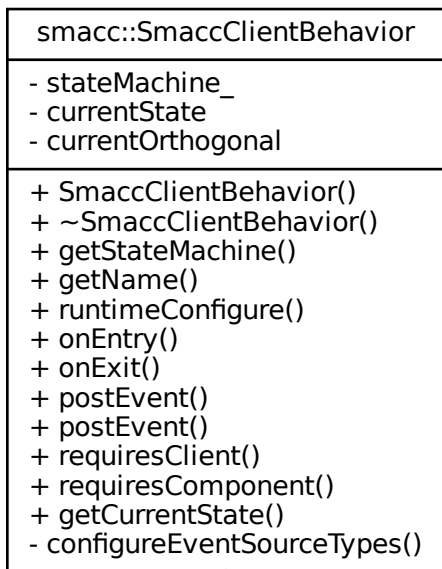 smacc::SmaccClientBehavior
- stateMachine_
- currentState
- currentOrthogonal
+ SmaccClientBehavior()
+ ~SmaccClientBehavior()
+ getStateMachine()
+ getName()
+ runtimeConfigure()
+ onEntry()
+ onExit()
+ postEvent()
+ postEvent()
+ requiresClient()
+ requiresComponent()
+ getCurrentState()
- configureEventSourceTypes()